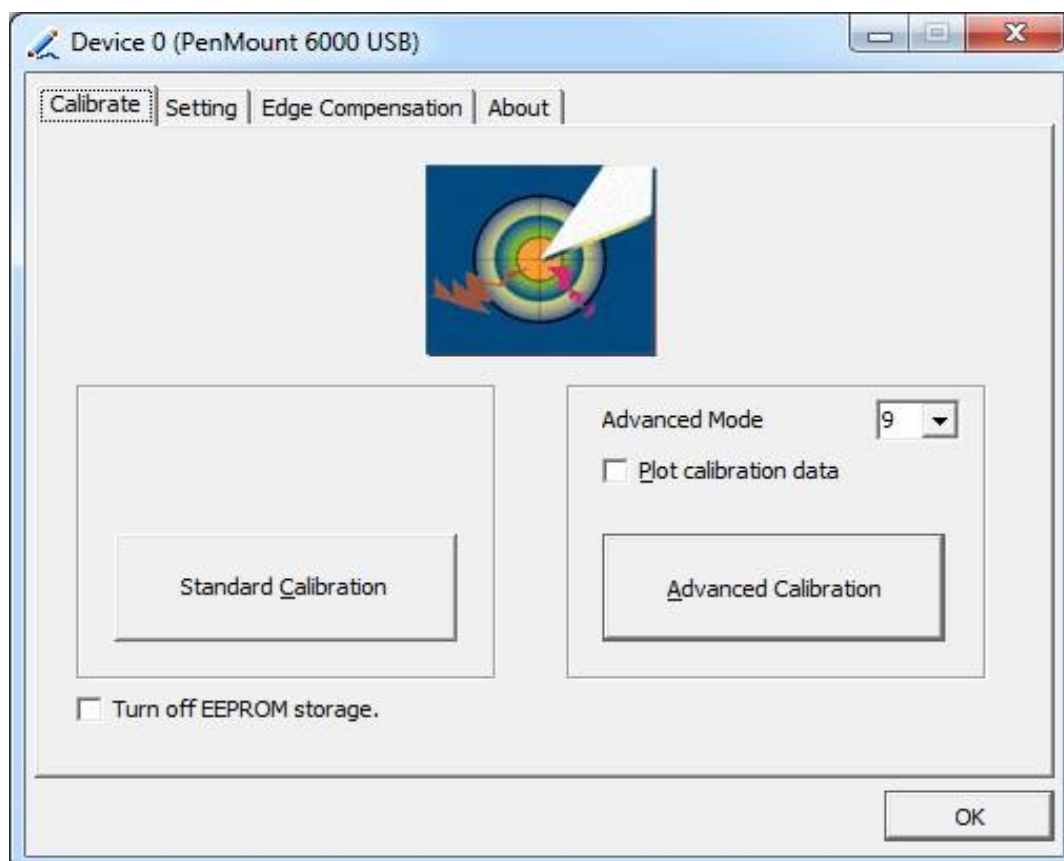 Device 0 (PenMount 6000 USB)
Calibrate Setting Edge Compensation About
Advanced Mode 9
Plot calibration data
Standard Calibration
Advanced Calibration
Turn off EEPROM storage.
OK